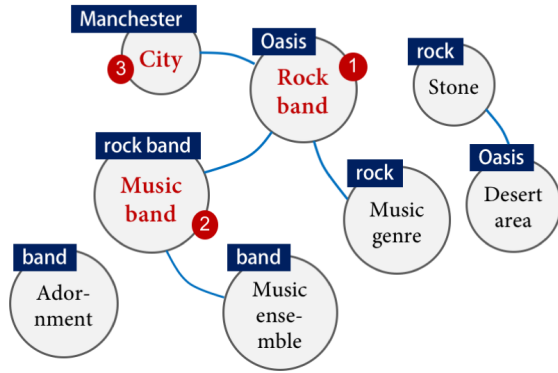 Manchester
City
3
Oasis
1
Rock
band
rock
Stone
rock band
Music
band
2
rock
Music
genre
Oasis
Desert
area
band
Ador-
nment
band
Music
ense-
mble